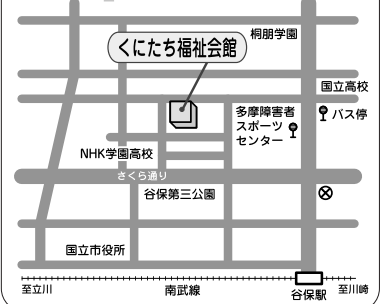 桐朋学園
くにたち福祉会館
国立高校
多摩障害者
スポーツ
センター
バス停
NHK学園高校
さくら通り
谷保第三公園
国立市役所
至立川
南武線
谷保駅
至川崎